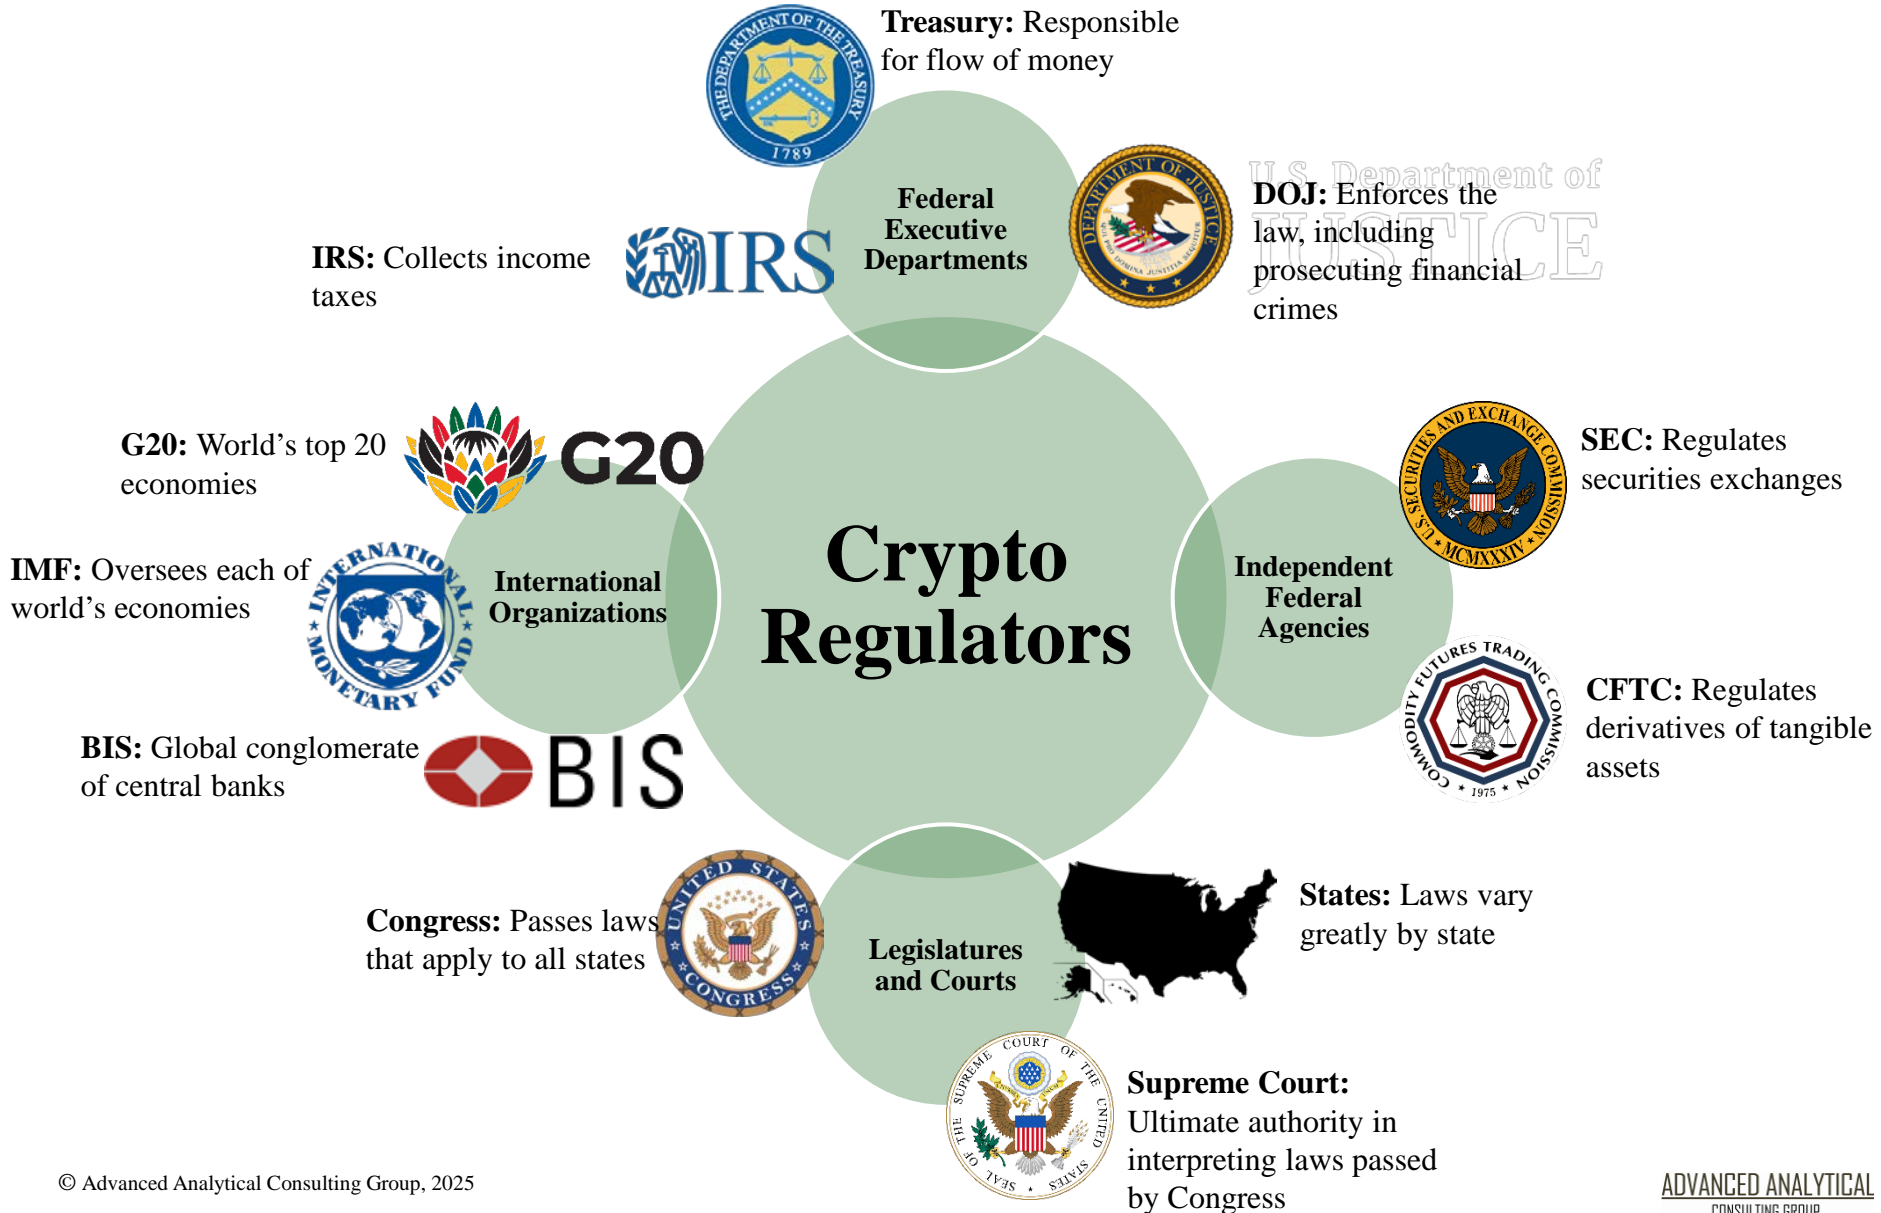 THE DEPARTMENT OF THE TREASURY
1789
Treasury: Responsible
for flow of money
Federal
Executive
Departments
DEPARTMENT OF JUSTICE
QUI PRO DOMINA JUSTITIA SEQUITUR
U.S. Department of
JUSTICE
DOJ: Enforces the
law, including
prosecuting financial
crimes
IRS: Collects income
taxes
IRS
G20: World's top 20
economies
G20
IMF: Oversees each of
world's economies
INTERNATIONAL
MONETARY FUND
International
Organizations
BIS: Global conglomerate
of central banks
BIS
Crypto
Regulators
Independent
Federal
Agencies
U.S. SECURITIES AND EXCHANGE COMMISSION
MCMXXXIV
SEC: Regulates
securities exchanges
COMMODITY FUTURES TRADING COMMISSION
1975
CFTC: Regulates
derivatives of tangible
assets
Congress: Passes laws
that apply to all states
UNITED STATES
CONGRESS
Legislatures
and Courts
States: Laws vary
greatly by state
SEAL OF THE SUPREME COURT OF THE UNITED STATES
Supreme Court:
Ultimate authority in
interpreting laws passed
by Congress
© Advanced Analytical Consulting Group, 2025
ADVANCED ANALYTICAL
CONSULTING GROUP